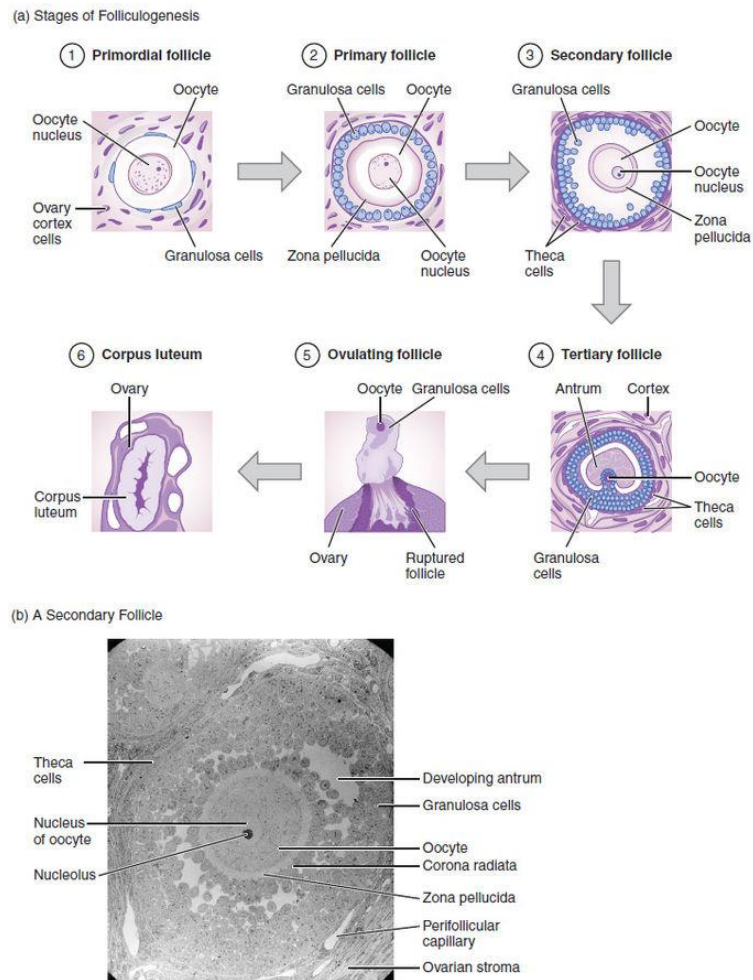 (a) Stages of Folliculogenesis
1 Primordial follicle
Oocyte
Oocyte
nucleus
Ovary
cortex
cells
Granulosa cells
2 Primary follicle
Granulosa cells
Oocyte
Zona pellucida
Oocyte
nucleus
3 Secondary follicle
Granulosa cells
Oocyte
Oocyte
nucleus
Zona
pellucida
Theca
cells
4 Tertiary follicle
Antrum
Cortex
Oocyte
Theca
cells
Granulosa
cells
5 Ovulating follicle
Oocyte
Granulosa cells
Ovary
Ruptured
follicle
6 Corpus luteum
Ovary
Corpus
luteum
(b) A Secondary Follicle
Theca
cells
Nucleus
of oocyte
Nucleolus
Developing antrum
Granulosa cells
Oocyte
Corona radiata
Zona pellucida
Perifollicular
capillary
Ovarian stroma